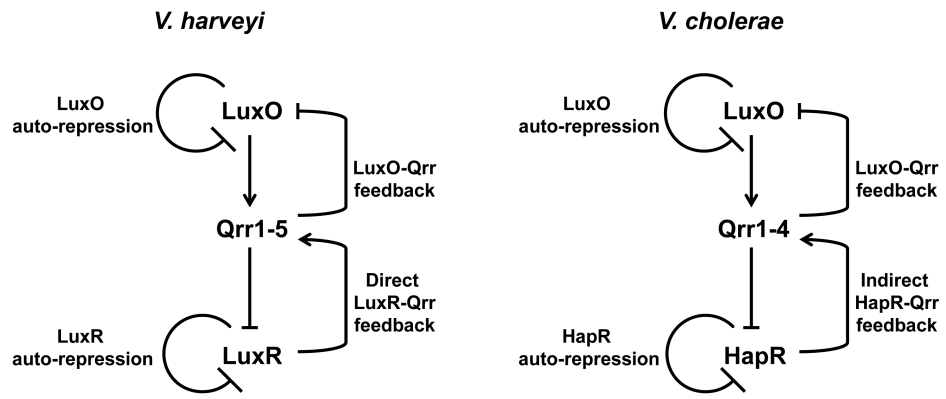 V. harveyi
LuxO
auto-repression
LuxO
LuxO-Qrr
feedback
Qrr1-5
Direct
LuxR-Qrr
feedback
LuxR
auto-repression
LuxR
V. cholerae
LuxO
auto-repression
LuxO
LuxO-Qrr
feedback
Qrr1-4
Indirect
HapR-Qrr
feedback
HapR
auto-repression
HapR